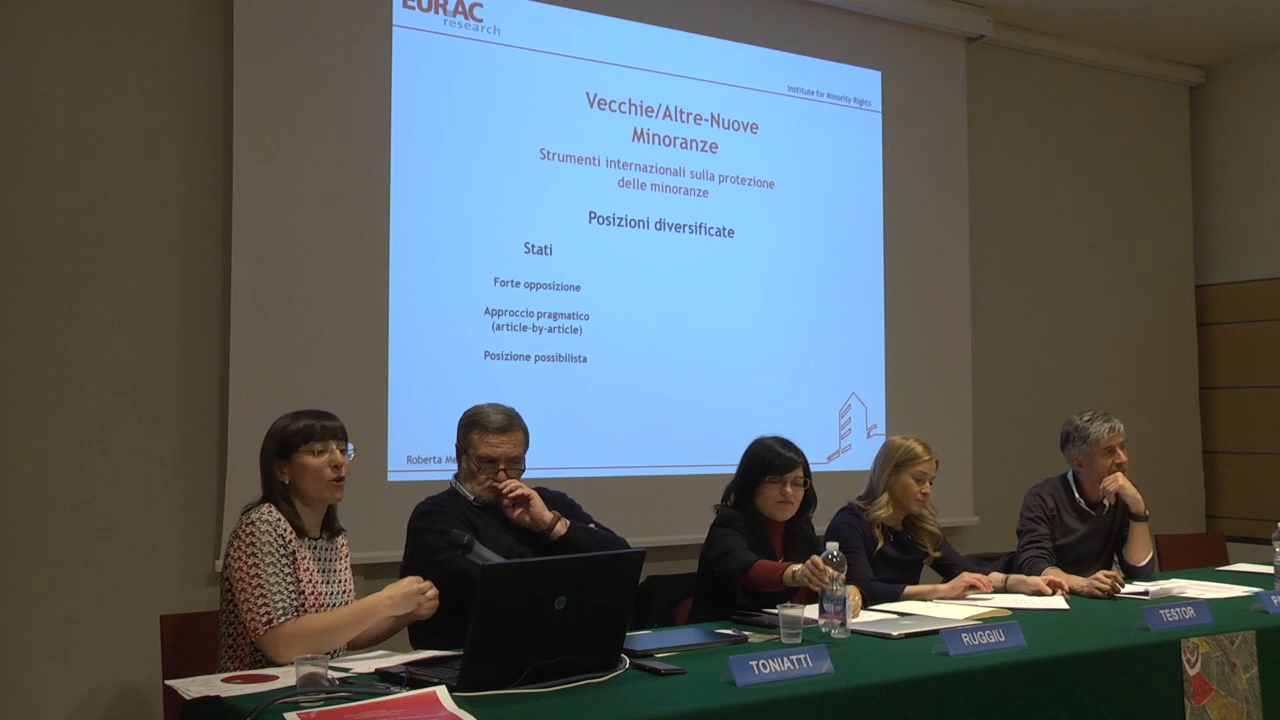 EURAC
research
Institute for Minority Rights
Vecchie/Altre-Nuove
Minoranze
Strumenti internazionali sulla protezione
delle minoranze
Posizioni diversificate
Stati
Forte opposizione
Approccio pragmatico
(article-by-article)
Posizione possibilista
Roberta
hp
TONIATTI
RUGGIU
TESTOR